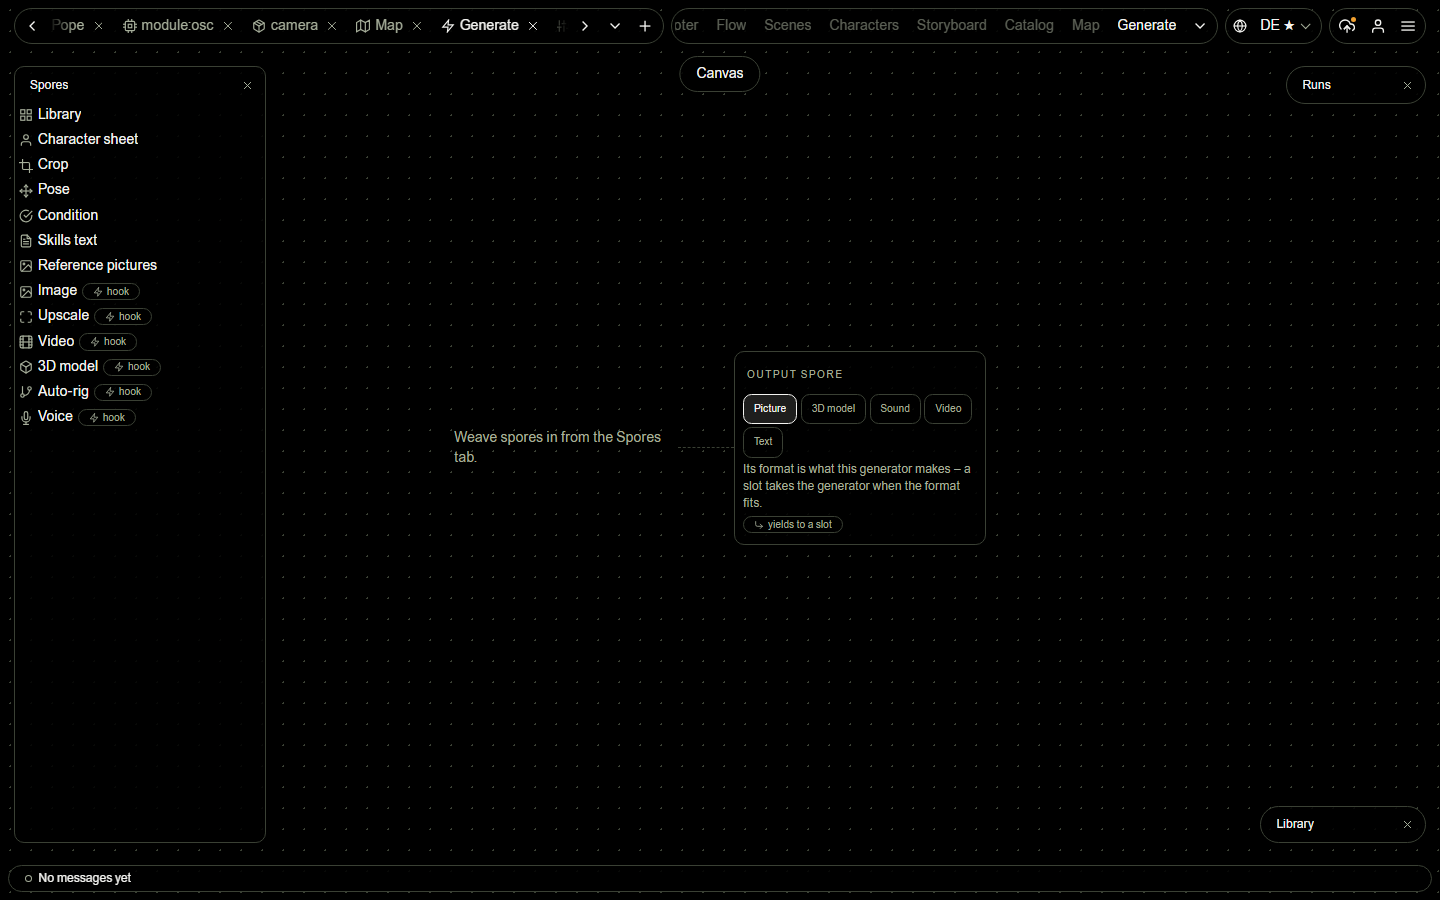 Pope
module:osc
camera
Map
Generate
oter
Flow
Scenes
Characters
Storyboard
Catalog
Map
Generate
DE ★
Canvas
Spores
Runs
Library
Character sheet
Crop
Pose
Condition
Skills text
Reference pictures
Image hook
Upscale hook
Video hook
3D model hook
Auto-rig hook
Voice hook
Weave spores in from the Spores
tab.
OUTPUT SPORE
Picture
3D model
Sound
Video
Text
Its format is what this generator makes – a
slot takes the generator when the format
fits.
yields to a slot
Library
No messages yet